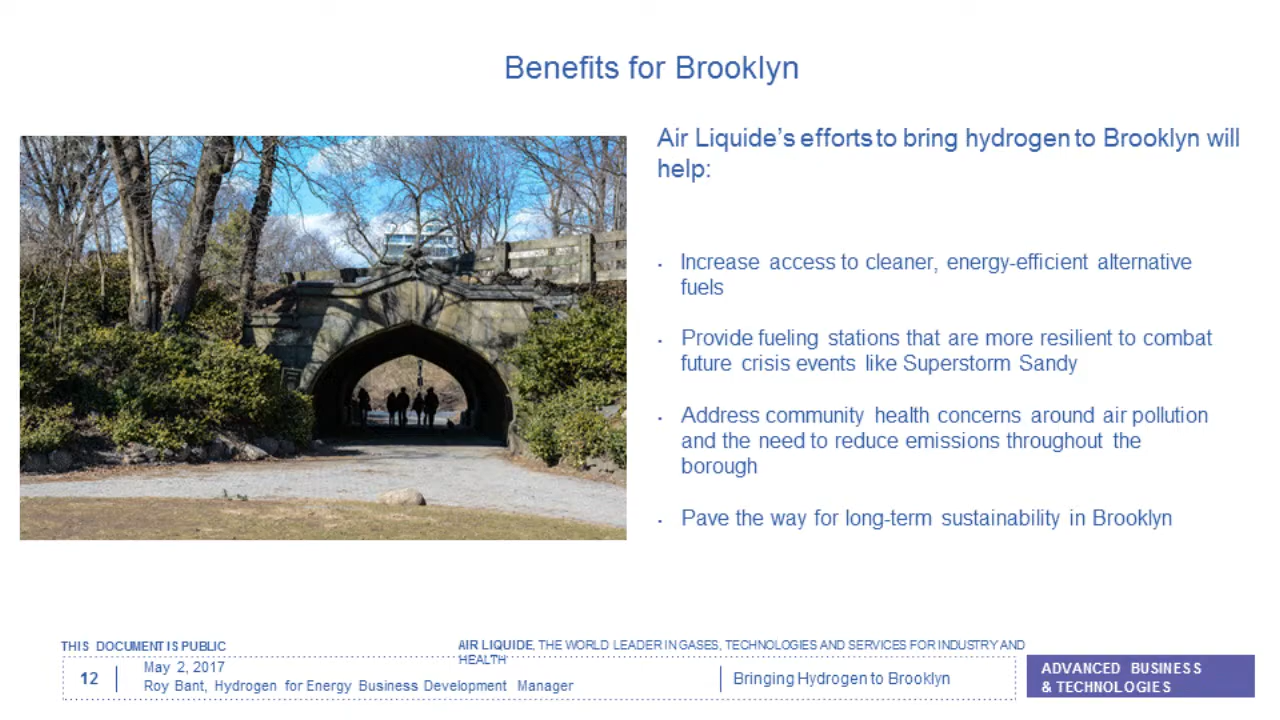 Benefits for Brooklyn
Air Liquide’s efforts to bring hydrogen to Brooklyn will
help:
• Increase access to cleaner, energy-efficient alternative
fuels
• Provide fueling stations that are more resilient to combat
future crisis events like Superstorm Sandy
• Address community health concerns around air pollution
and the need to reduce emissions throughout the
borough
• Pave the way for long-term sustainability in Brooklyn
THIS DOCUMENT IS PUBLIC
AIR LIQUIDE, THE WORLD LEADER IN GASES, TECHNOLOGIES AND SERVICES FOR INDUSTRY AND
HEALTH
12
May 2, 2017
Roy Bant, Hydrogen for Energy Business Development Manager
Bringing Hydrogen to Brooklyn
ADVANCED BUSINESS
& TECHNOLOGIES